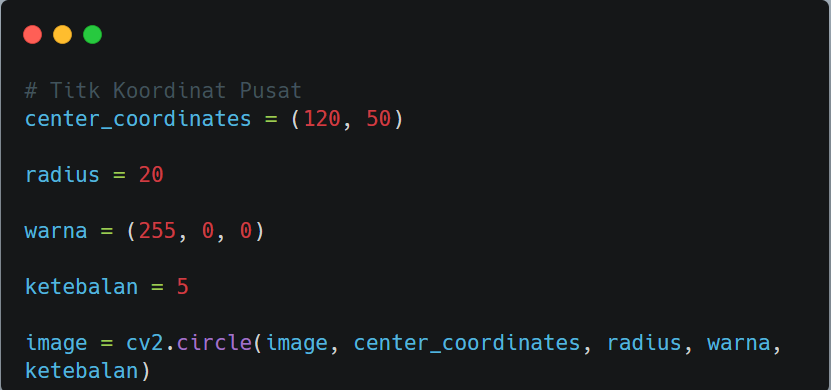 # Titk Koordinat Pusat
center_coordinates = (120, 50)
radius = 20
warna = (255, 0, 0)
ketebalan = 5
image = cv2.circle(image, center_coordinates, radius, warna,
ketebalan)